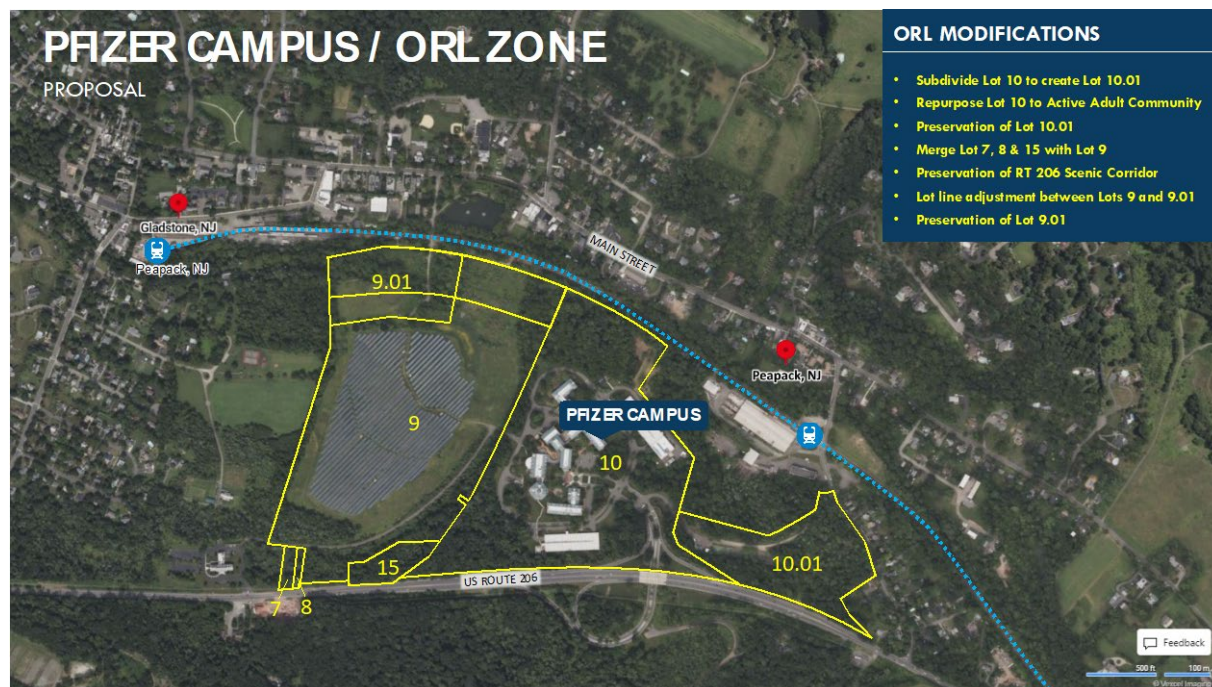 PFIZER CAMPUS / ORL ZONE
PROPOSAL
ORL MODIFICATIONS
• Subdivide Lot 10 to create Lot 10.01
• Repurpose Lot 10 to Active Adult Community
• Preservation of Lot 10.01
• Merge Lot 7, 8 & 15 with Lot 9
• Preservation of RT 206 Scenic Corridor
• Lot line adjustment between Lots 9 and 9.01
• Preservation of Lot 9.01
Gladstone, NJ
Peapack, NJ
MAIN STREET
9.01
Peapack, NJ
PFIZER CAMPUS
9
10
15
10.01
US ROUTE 206
7
8
Feedback
500 ft
100 m
© Vexcel Imaging